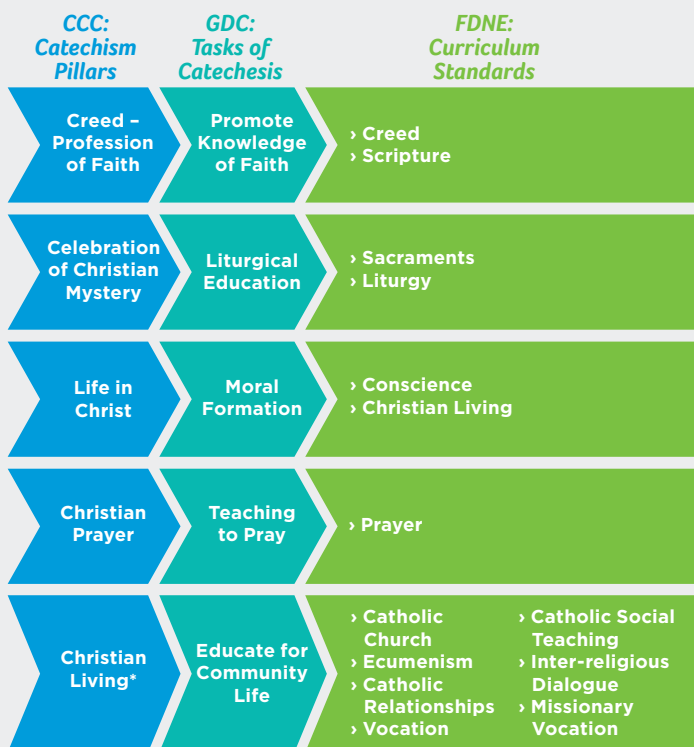 CCC:
Catechism
Pillars
GDC:
Tasks of
Catechesis
FDNE:
Curriculum
Standards
Creed –
Profession
of Faith
Promote
Knowledge
of Faith
› Creed
› Scripture
Celebration
of Christian
Mystery
Liturgical
Education
› Sacraments
› Liturgy
Life in
Christ
Moral
Formation
› Conscience
› Christian Living
Christian
Prayer
Teaching
to Pray
› Prayer
Christian
Living*
Educate for
Community
Life
› Catholic
Church
› Ecumenism
› Catholic
Relationships
› Vocation
› Catholic Social
Teaching
› Inter-religious
Dialogue
› Missionary
Vocation